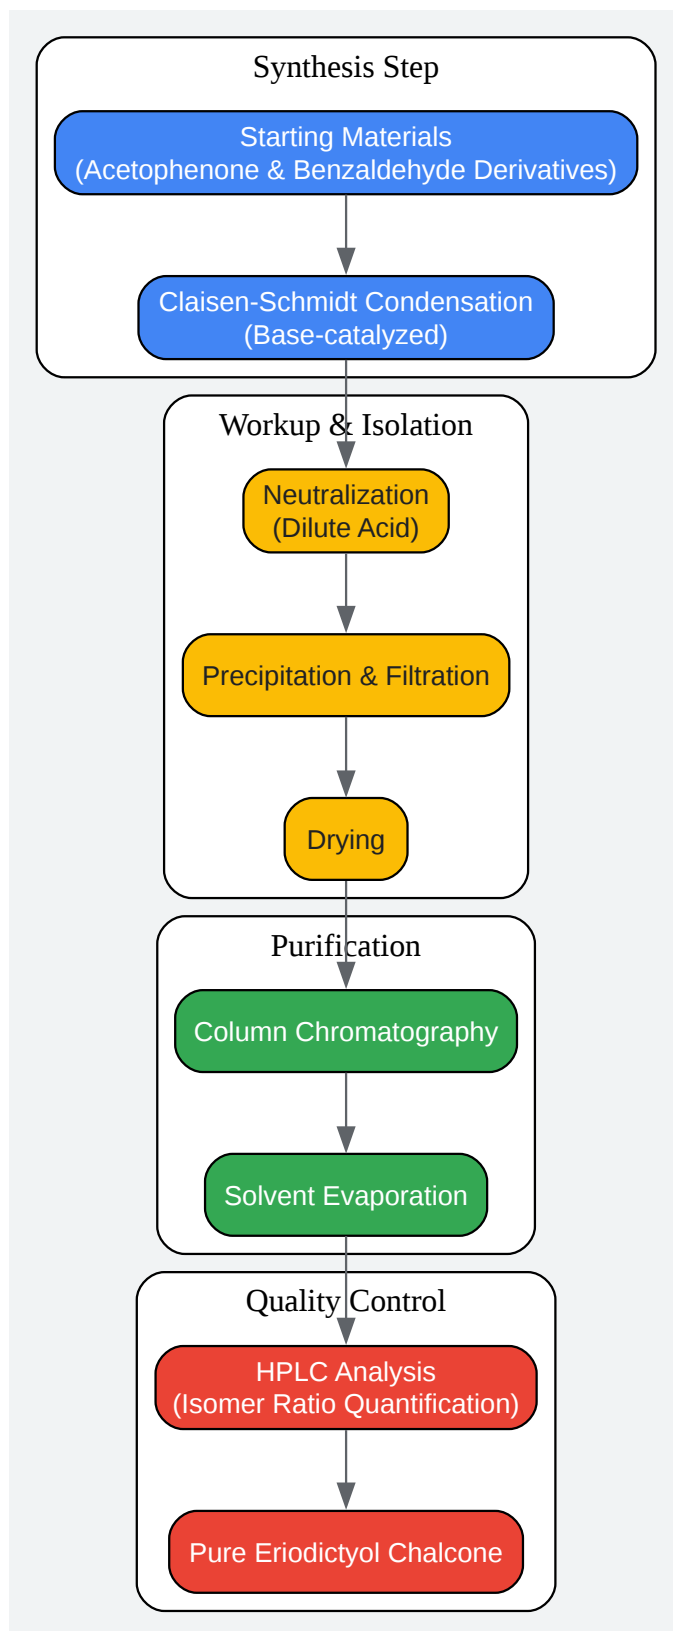 Synthesis Step
Starting Materials
(Acetophenone & Benzaldehyde Derivatives)
Claisen-Schmidt Condensation
(Base-catalyzed)
Workup & Isolation
Neutralization
(Dilute Acid)
Precipitation & Filtration
Drying
Purification
Column Chromatography
Solvent Evaporation
Quality Control
HPLC Analysis
(Isomer Ratio Quantification)
Pure Eriodictyol Chalcone